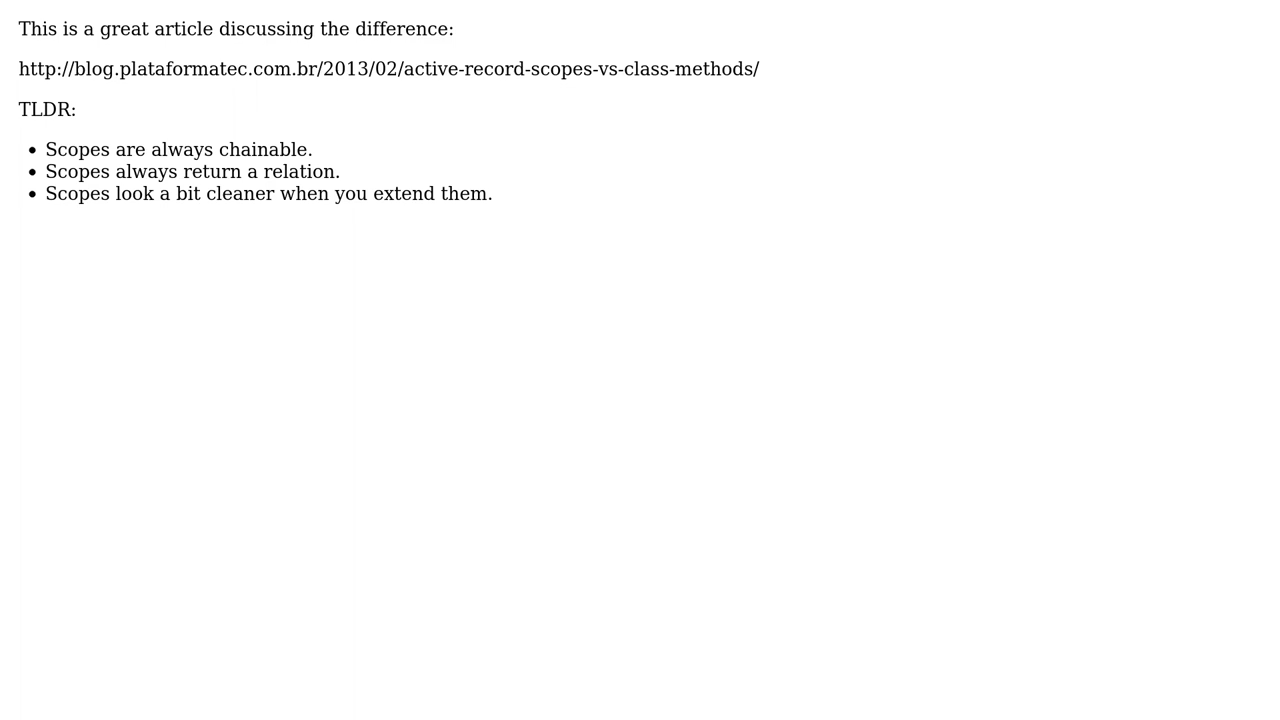 This is a great article discussing the difference:
http://blog.plataformatec.com.br/2013/02/active-record-scopes-vs-class-methods/
TLDR:
• Scopes are always chainable.
• Scopes always return a relation.
• Scopes look a bit cleaner when you extend them.